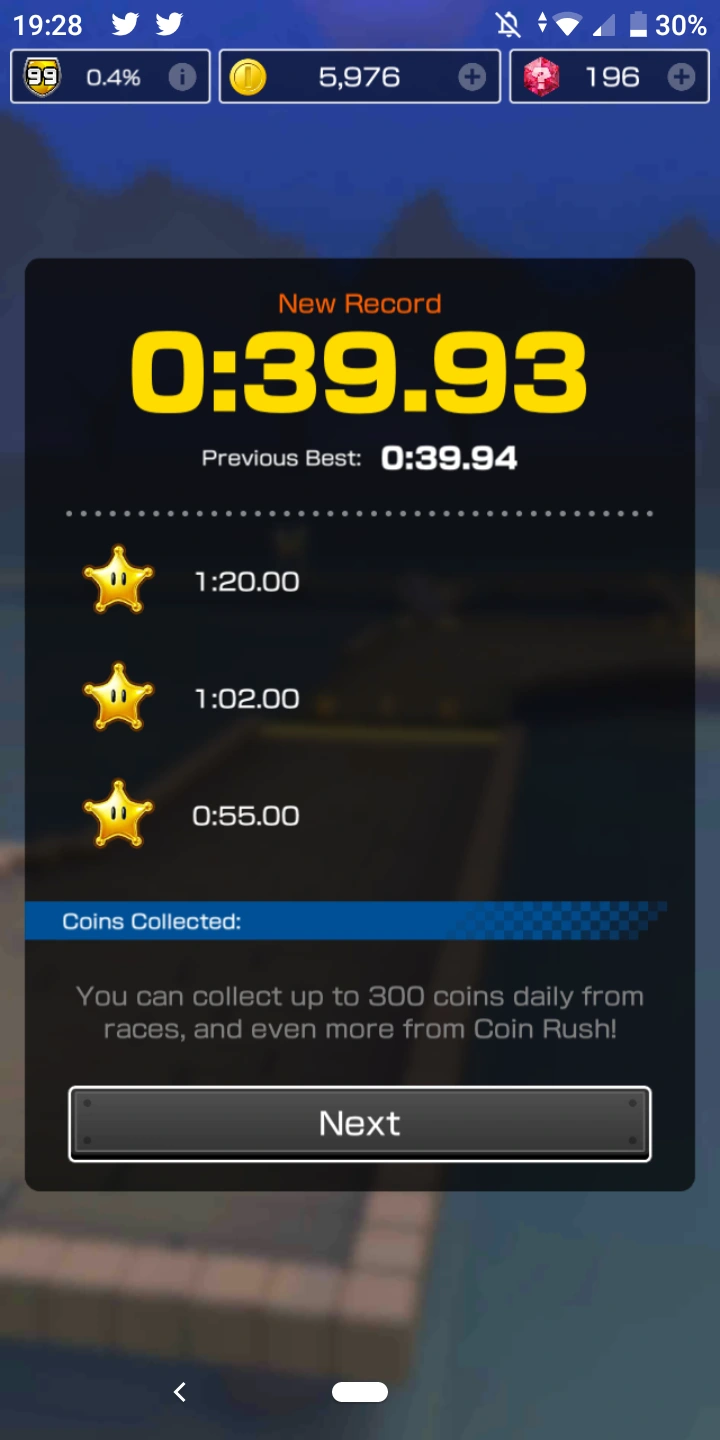 19:28 30%
99 0.4% 5,976 196
New Record
0:39.93
Previous Best: 0:39.94
1:20.00
1:02.00
0:55.00
Coins Collected:
You can collect up to 300 coins daily from
races, and even more from Coin Rush!
Next